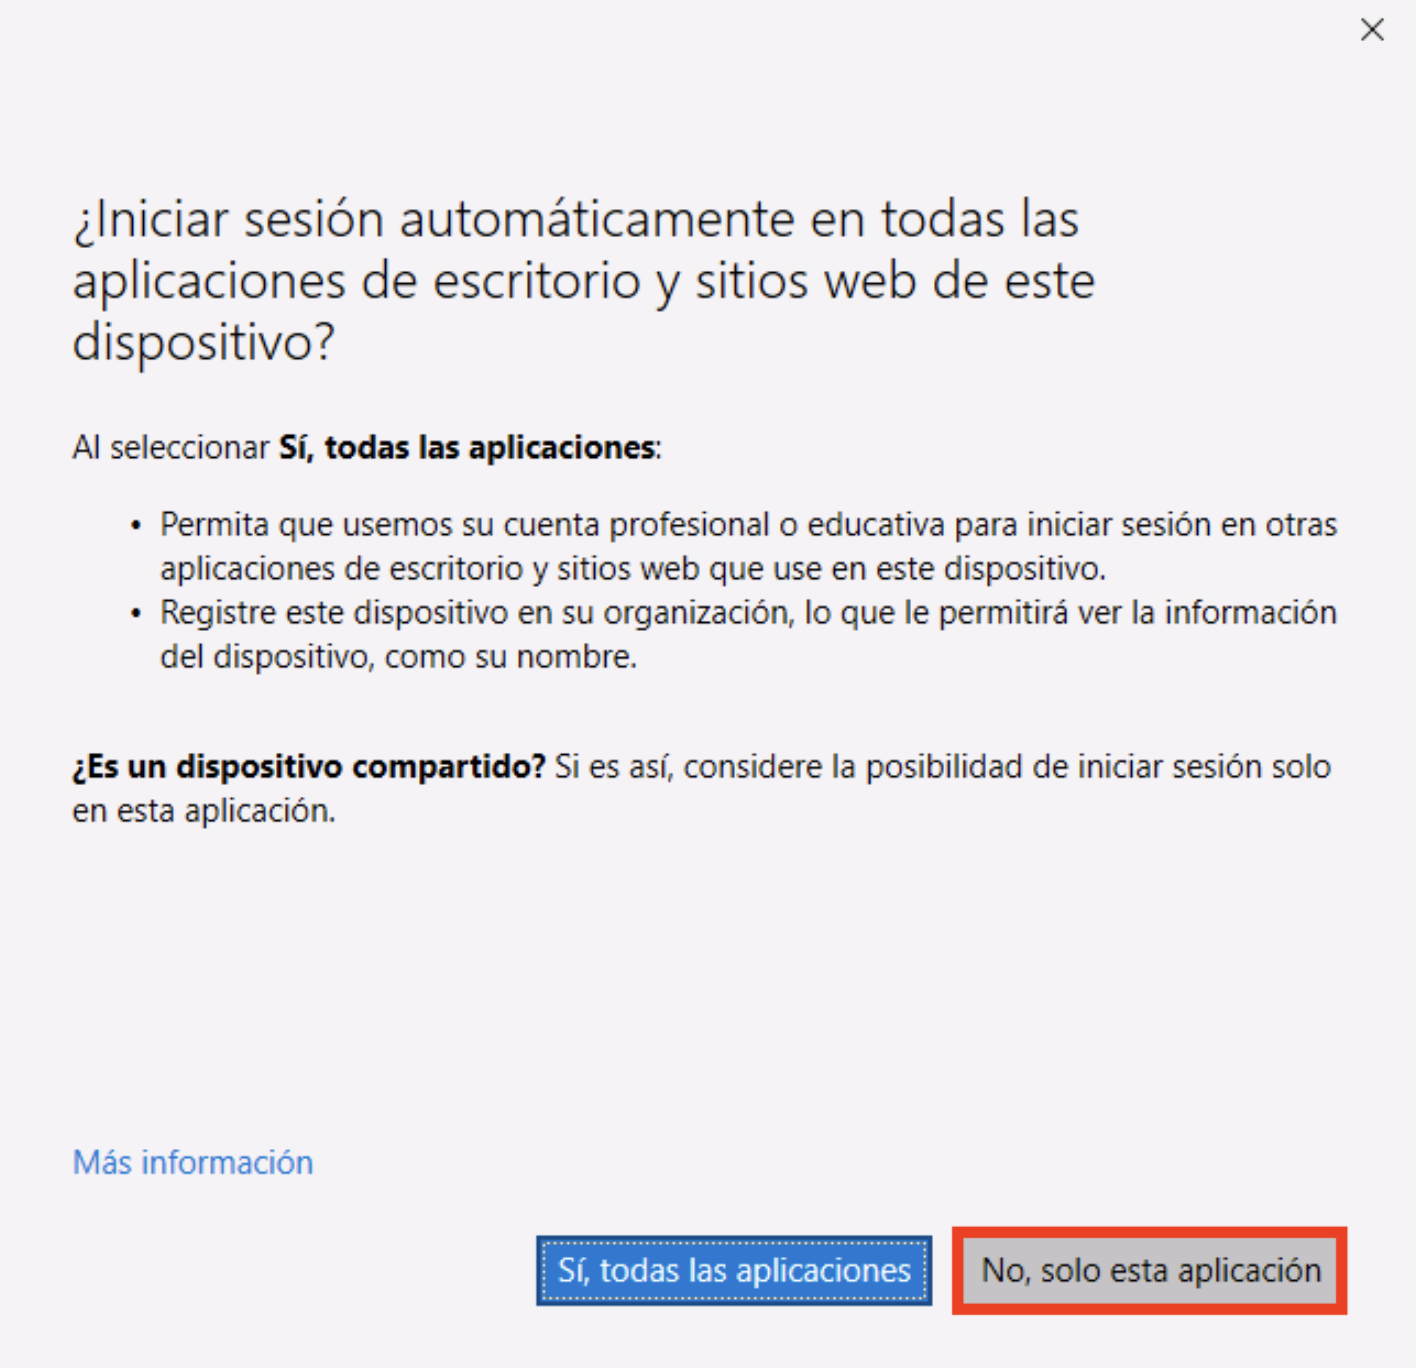 ¿Iniciar sesión automáticamente en todas las
aplicaciones de escritorio y sitios web de este
dispositivo?
Al seleccionar Sí, todas las aplicaciones:
• Permita que usemos su cuenta profesional o educativa para iniciar sesión en otras
aplicaciones de escritorio y sitios web que use en este dispositivo.
• Registre este dispositivo en su organización, lo que le permitirá ver la información
del dispositivo, como su nombre.
¿Es un dispositivo compartido? Si es así, considere la posibilidad de iniciar sesión solo
en esta aplicación.
Más información
Sí, todas las aplicaciones
No, solo esta aplicación